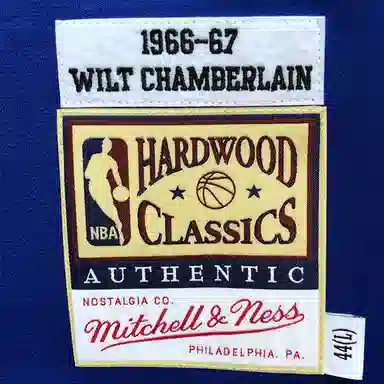 1966-67
WILT CHAMBERLAIN
HARDWOOD
NBA
CLASSICS
AUTHENTIC
NOSTALGIA CO.
Mitchell & Ness
PHILADELPHIA, PA.
44(L)